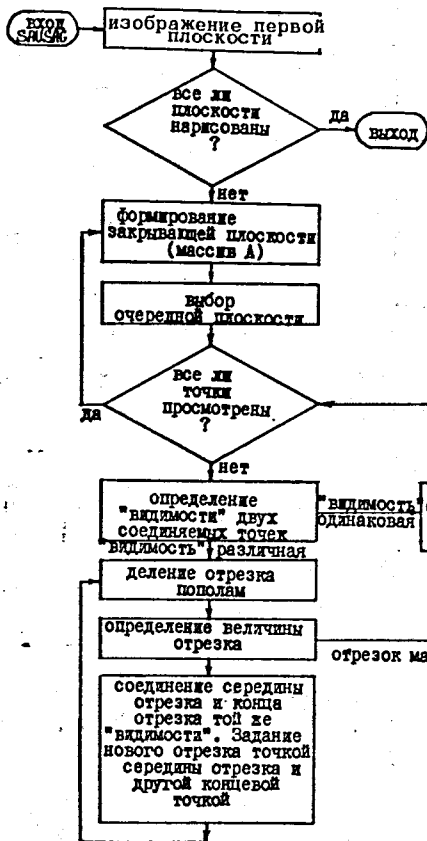 ВХОД
SAUSAG
изображение первой
плоскости
все ли
плоскости
нарисованы
?
да
ВЫХОД
нет
формирование
закрывающей плоскости
(массив А)
выбор
очередной плоскости
все ли
точки
просмотрены
?
да
нет
определение
"видимости" двух
соединяемых точек
"видимость"
одинаковая
"видимость" различная
деление отрезка
пополам
определение величины
отрезка
отрезок ма
соединение середины
отрезка и конца
отрезка той же
"видимости". Задание
нового отрезка точкой
середины отрезка и
другой концевой
точкой